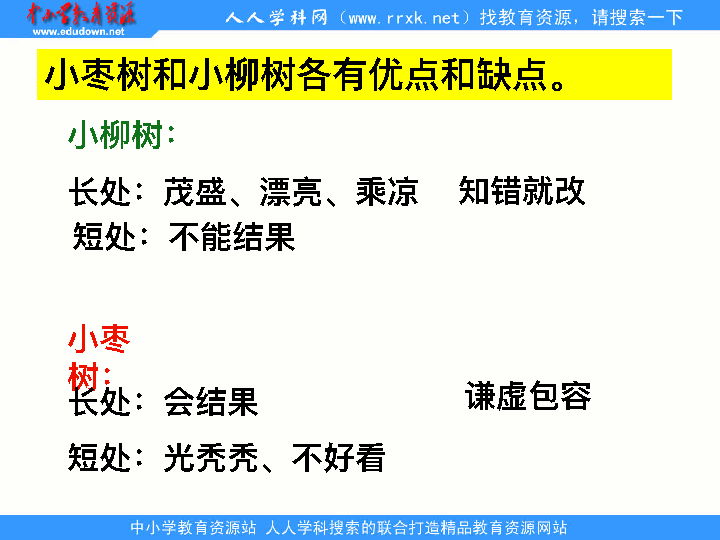 中小学教育资源
www.edudown.net
人人学科网（www.rrxk.net）找教育资源，请搜索一下
小枣树和小柳树各有优点和缺点。
小柳树：
长处：茂盛、漂亮、乘凉 知错就改
短处：不能结果
小枣
树：
长处：会结果 谦虚包容
短处：光秃秃、不好看
中小学教育资源站 人人学科搜索的联合打造精品教育资源网站